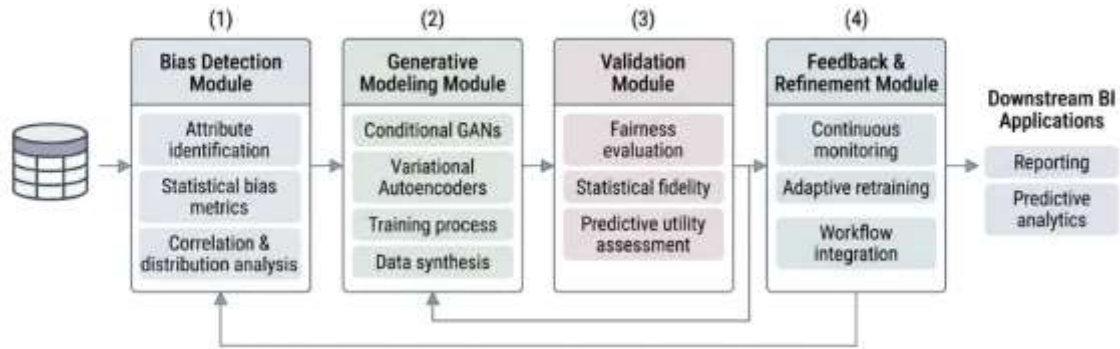 (1)
(2)
(3)
(4)
Bias Detection
Module
Attribute
identification
Statistical bias
metrics
Correlation &
distribution analysis
Generative
Modeling Module
Conditional GANs
Variational
Autoencoders
Training process
Data synthesis
Validation
Module
Fairness
evaluation
Statistical fidelity
Predictive utility
assessment
Feedback &
Refinement Module
Continuous
monitoring
Adaptive retraining
Workflow
integration
Downstream BI
Applications
Reporting
Predictive
analytics